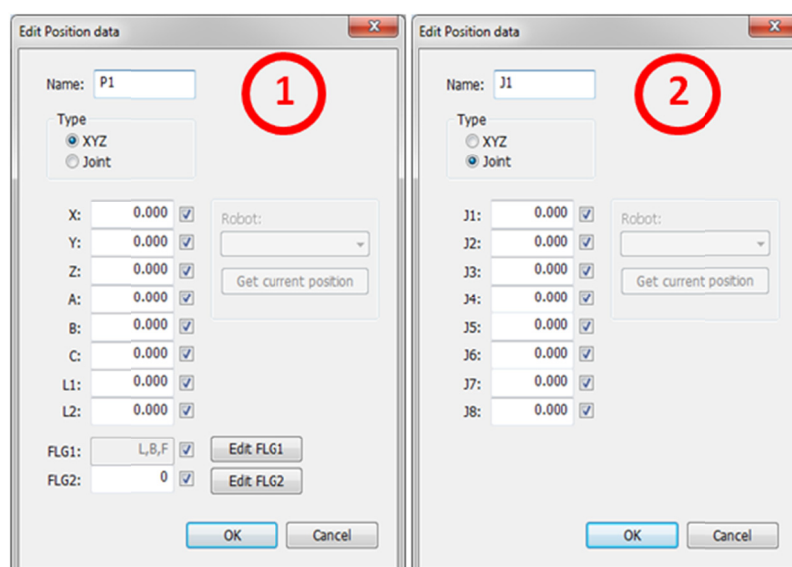 Edit Position data
Name: P1
1
Type
XYZ
Joint
X: 0.000
Y: 0.000
Z: 0.000
A: 0.000
B: 0.000
C: 0.000
L1: 0.000
L2: 0.000
Robot:
Get current position
FLG1: L,B,F Edit FLG1
FLG2: 0 Edit FLG2
OK Cancel
Edit Position data
Name: J1
2
Type
XYZ
Joint
J1: 0.000
J2: 0.000
J3: 0.000
J4: 0.000
J5: 0.000
J6: 0.000
J7: 0.000
J8: 0.000
Robot:
Get current position
OK Cancel